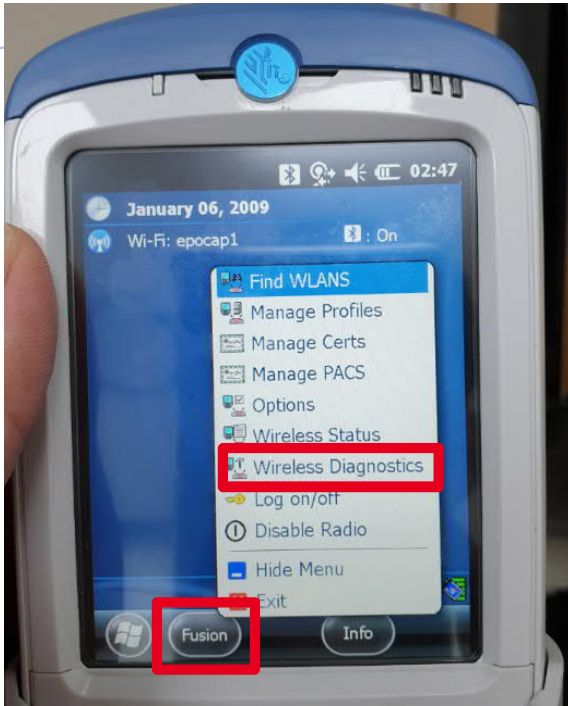 02:47
January 06, 2009
Wi-Fi: epocap1 : On
Find WLANS
Manage Profiles
Manage Certs
Manage PACS
Options
Wireless Status
Wireless Diagnostics
Log on/off
Disable Radio
Hide Menu
Exit
Fusion Info